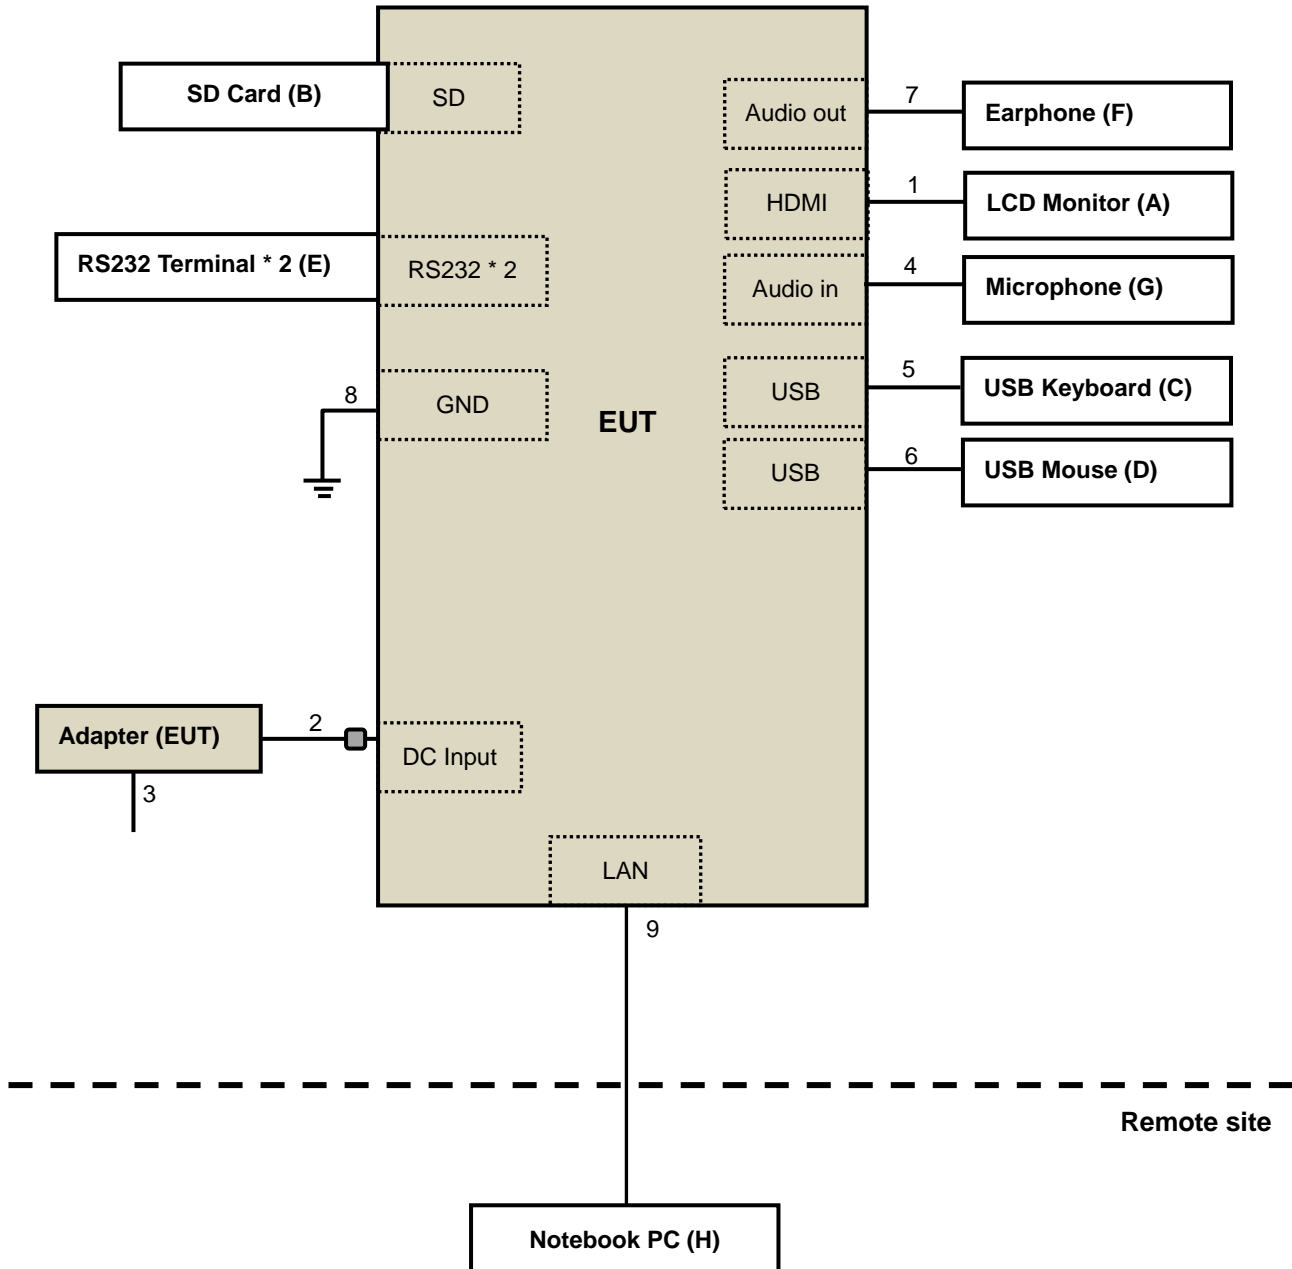 SD Card (B)
SD
Audio out
7
Earphone (F)
HDMI
1
LCD Monitor (A)
RS232 Terminal * 2 (E)
RS232 * 2
Audio in
4
Microphone (G)
8
GND
EUT
USB
5
USB Keyboard (C)
USB
6
USB Mouse (D)
Adapter (EUT)
2
DC Input
3
LAN
9
Remote site
Notebook PC (H)